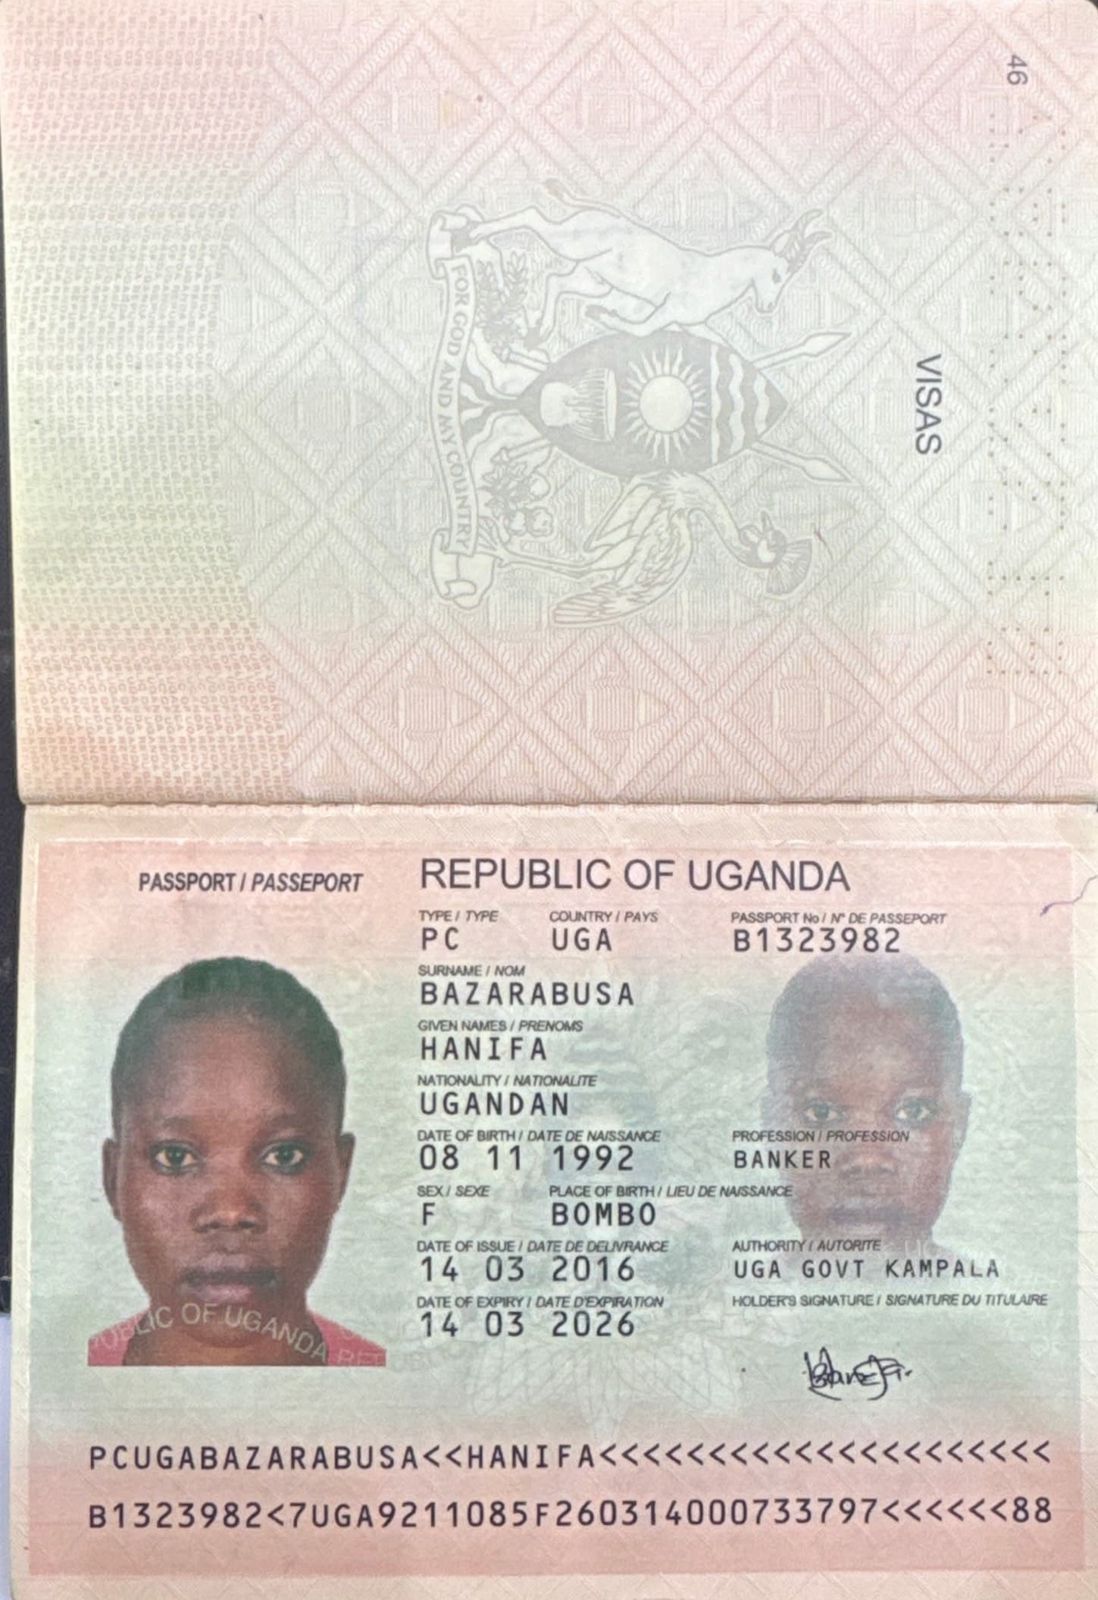 46
VISAS
FOR GOD AND MY COUNTRY
PASSPORT / PASSEPORT
REPUBLIC OF UGANDA
TYPE / TYPE COUNTRY / PAYS PASSPORT No / N° DE PASSEPORT
PC UGA B1323982
SURNAME / NOM
BAZARABUSA
GIVEN NAMES / PRENOMS
HANIFA
NATIONALITY / NATIONALITE
UGANDAN
DATE OF BIRTH / DATE DE NAISSANCE PROFESSION / PROFESSION
08 11 1992 BANKER
SEX / SEXE PLACE OF BIRTH / LIEU DE NAISSANCE
F BOMBO
DATE OF ISSUE / DATE DE DELIVRANCE AUTHORITY / AUTORITE
14 03 2016 UGA GOVT KAMPALA
DATE OF EXPIRY / DATE D'EXPIRATION HOLDER'S SIGNATURE / SIGNATURE DU TITULAIRE
14 03 2026
OF UGANDA
PCUGABAZARABUSA<<HANIFA<<<<<<<<<<<<<<<<<<<<<
B1323982<7UGA9211085F260314000733797<<<<<<88